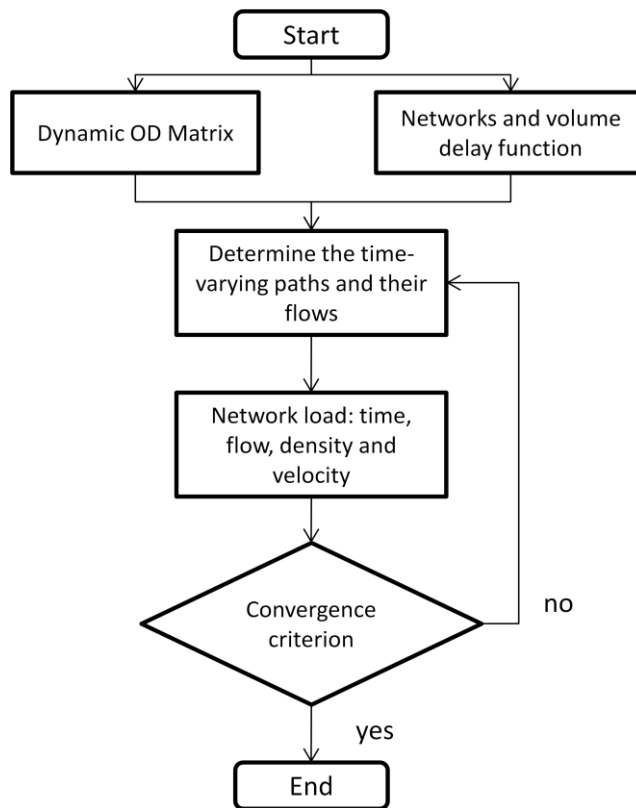 Start
Dynamic OD Matrix
Networks and volume
delay function
Determine the time-
varying paths and their
flows
Network load: time,
flow, density and
velocity
Convergence
criterion
no
yes
End